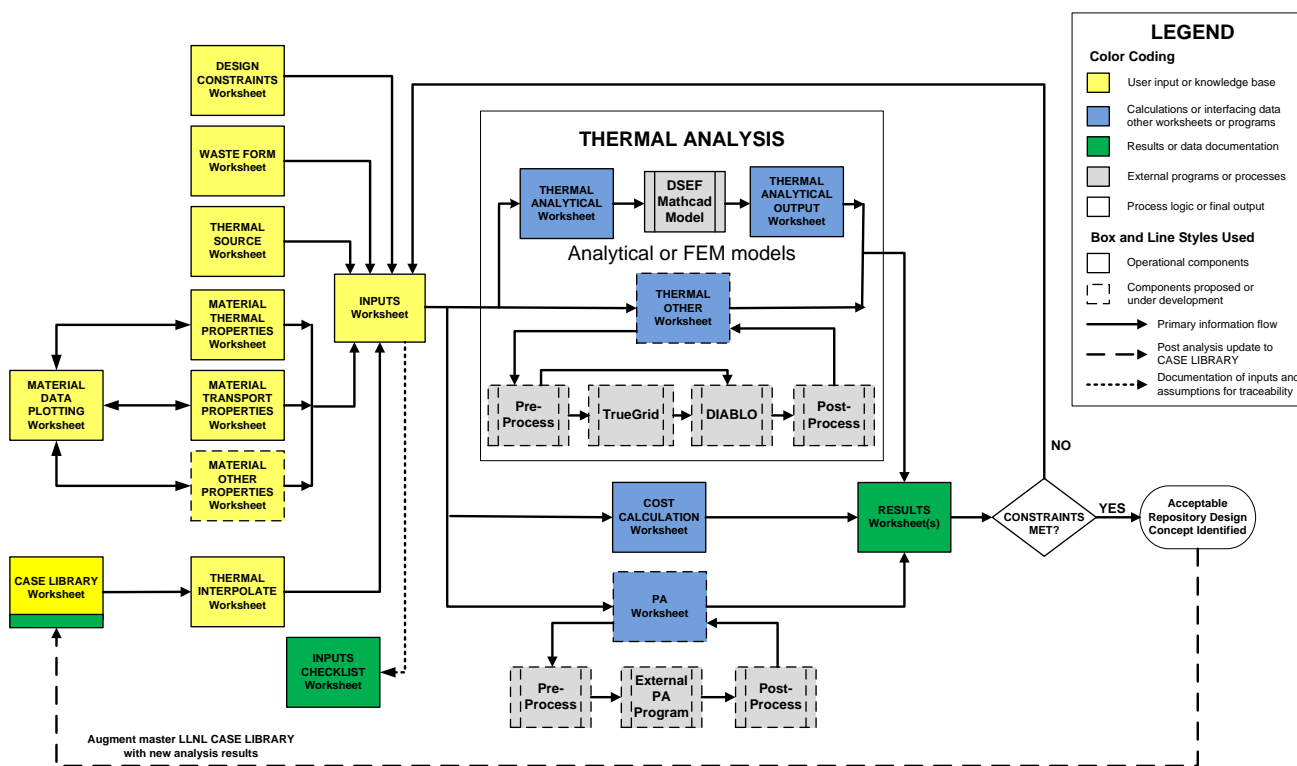 DESIGN
CONSTRAINTS
Worksheet
WASTE FORM
Worksheet
THERMAL
SOURCE
Worksheet
MATERIAL
THERMAL
PROPERTIES
Worksheet
MATERIAL
DATA
PLOTTING
Worksheet
MATERIAL
TRANSPORT
PROPERTIES
Worksheet
MATERIAL
OTHER
PROPERTIES
Worksheet
CASE LIBRARY
Worksheet
THERMAL
INTERPOLATE
Worksheet
INPUTS
Worksheet
INPUTS
CHECKLIST
Worksheet
THERMAL ANALYSIS
THERMAL
ANALYTICAL
Worksheet
DSEF
Mathcad
Model
THERMAL
ANALYTICAL
OUTPUT
Worksheet
Analytical or FEM models
THERMAL
OTHER
Worksheet
Pre-
Process
TrueGrid
DIABLO
Post-
Process
COST
CALCULATION
Worksheet
PA
Worksheet
Pre-
Process
External
PA
Program
Post-
Process
RESULTS
Worksheet(s)
CONSTRAINTS
MET?
NO
YES
Acceptable
Repository Design
Concept Identified
Augment master LLNL CASE LIBRARY
with new analysis results
LEGEND
Color Coding
User input or knowledge base
Calculations or interfacing data
other worksheets or programs
Results or data documentation
External programs or processes
Process logic or final output
Box and Line Styles Used
Operational components
Components proposed or
under development
Primary information flow
Post analysis update to
CASE LIBRARY
Documentation of inputs and
assumptions for traceability